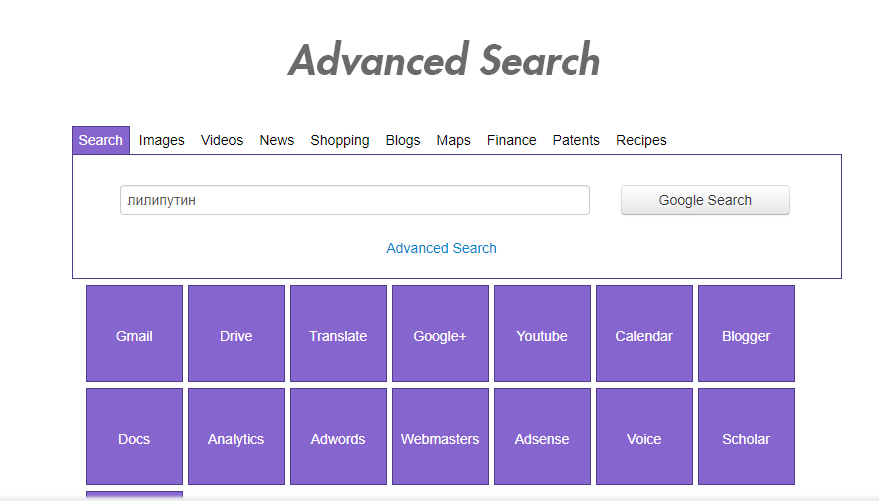 Advanced Search
Search Images Videos News Shopping Blogs Maps Finance Patents Recipes
лилипутин Google Search
Advanced Search
Gmail Drive Translate Google+ Youtube Calendar Blogger
Docs Analytics Adwords Webmasters Adsense Voice Scholar